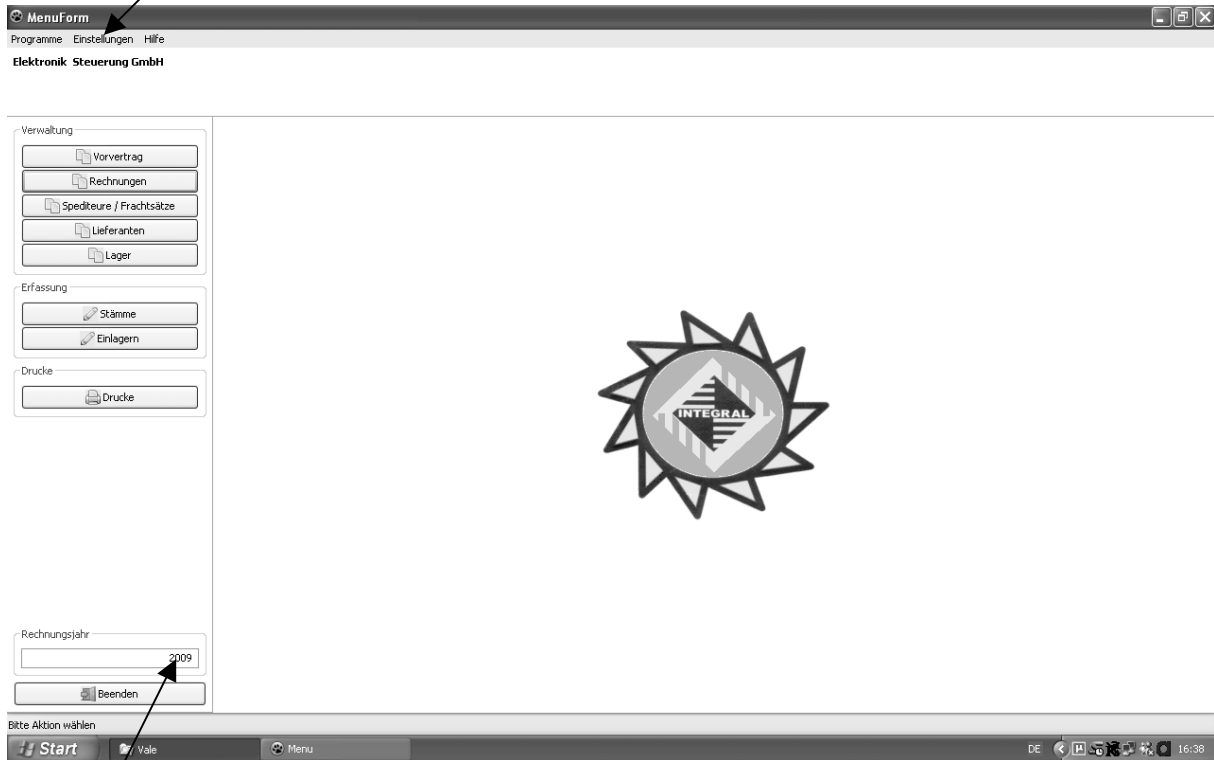 MenuForm
Programme Einstellungen Hilfe
Elektronik Steuerung GmbH
Verwaltung
Vorvertrag
Rechnungen
Spediteure / Frachtsätze
Lieferanten
Lager
Erfassung
Stämme
Einlagern
Drucke
Drucke
INTEGRAL
Rechnungsjahr
2009
Beenden
Bitte Aktion wählen
Start Vale Menu DE 16:38